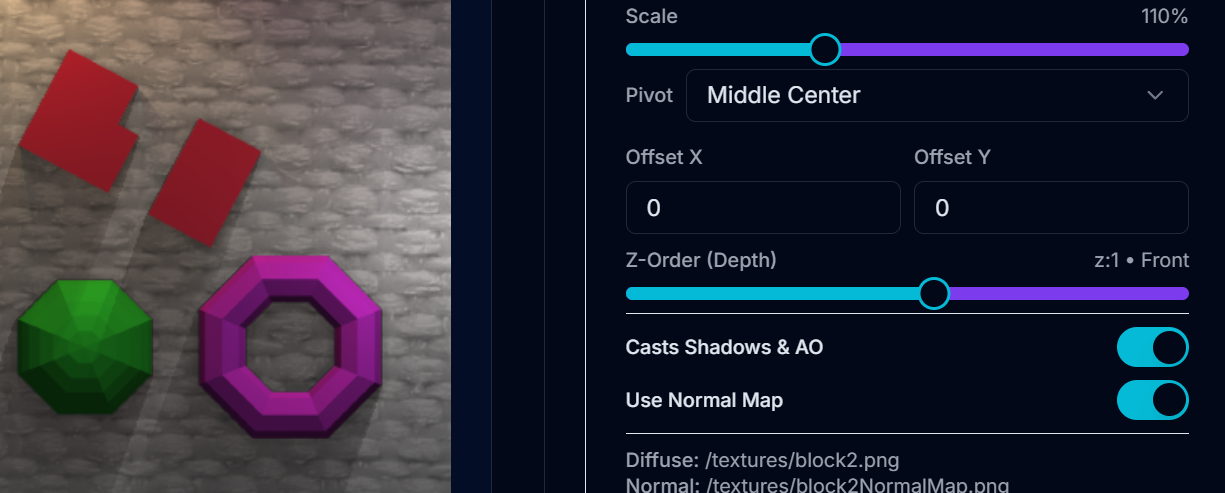 Scale 110%
Pivot Middle Center
Offset X Offset Y
0 0
Z-Order (Depth) z:1 • Front
Casts Shadows & AO
Use Normal Map
Diffuse: /textures/block2.png
Normal: /textures/block2NormalMap.png